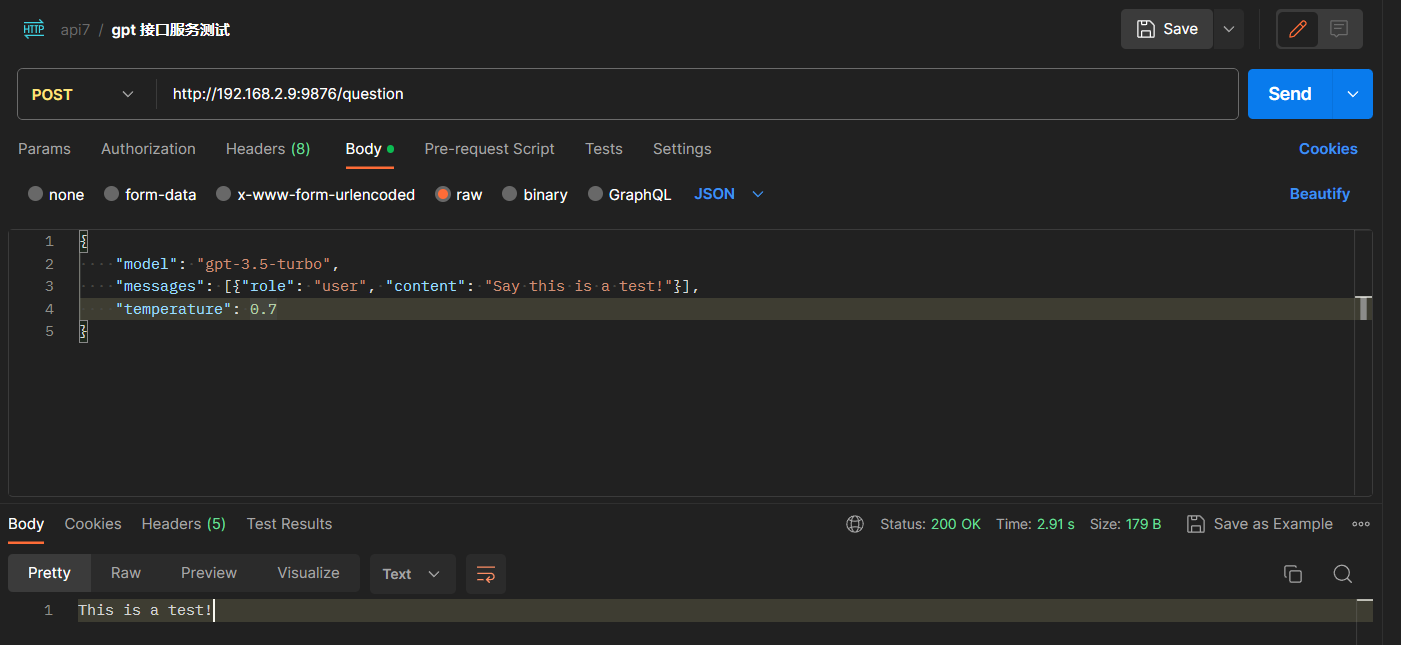 HTTP api7 / gpt 接口服务测试 Save
POST http://192.168.2.9:9876/question Send
Params Authorization Headers (8) Body Pre-request Script Tests Settings Cookies
none form-data x-www-form-urlencoded raw binary GraphQL JSON Beautify
1 {
2 "model": "gpt-3.5-turbo",
3 "messages": [{"role": "user", "content": "Say this is a test!"}],
4 "temperature": 0.7
5 }
Body Cookies Headers (5) Test Results Status: 200 OK Time: 2.91 s Size: 179 B Save as Example
Pretty Raw Preview Visualize Text
1 This is a test!